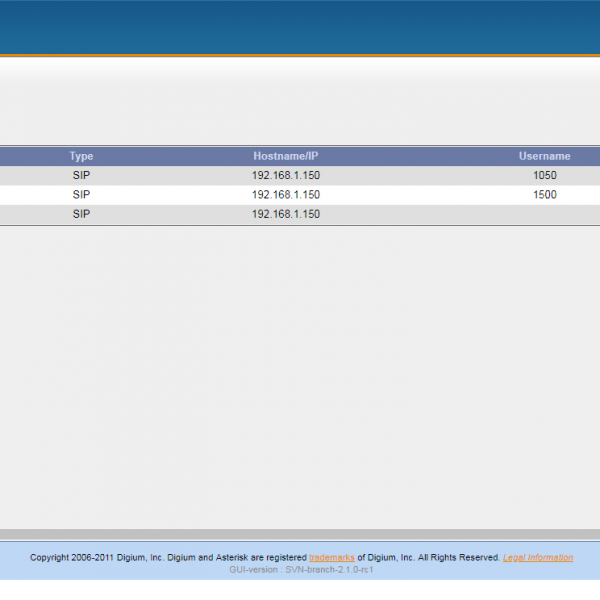 Type Hostname/IP Username
SIP 192.168.1.150 1050
SIP 192.168.1.150 1500
SIP 192.168.1.150
Copyright 2006-2011 Digium, Inc. Digium and Asterisk are registered trademarks of Digium, Inc. All Rights Reserved. Legal Information
GUI-version : SVN-branch-2.1.0-rc1